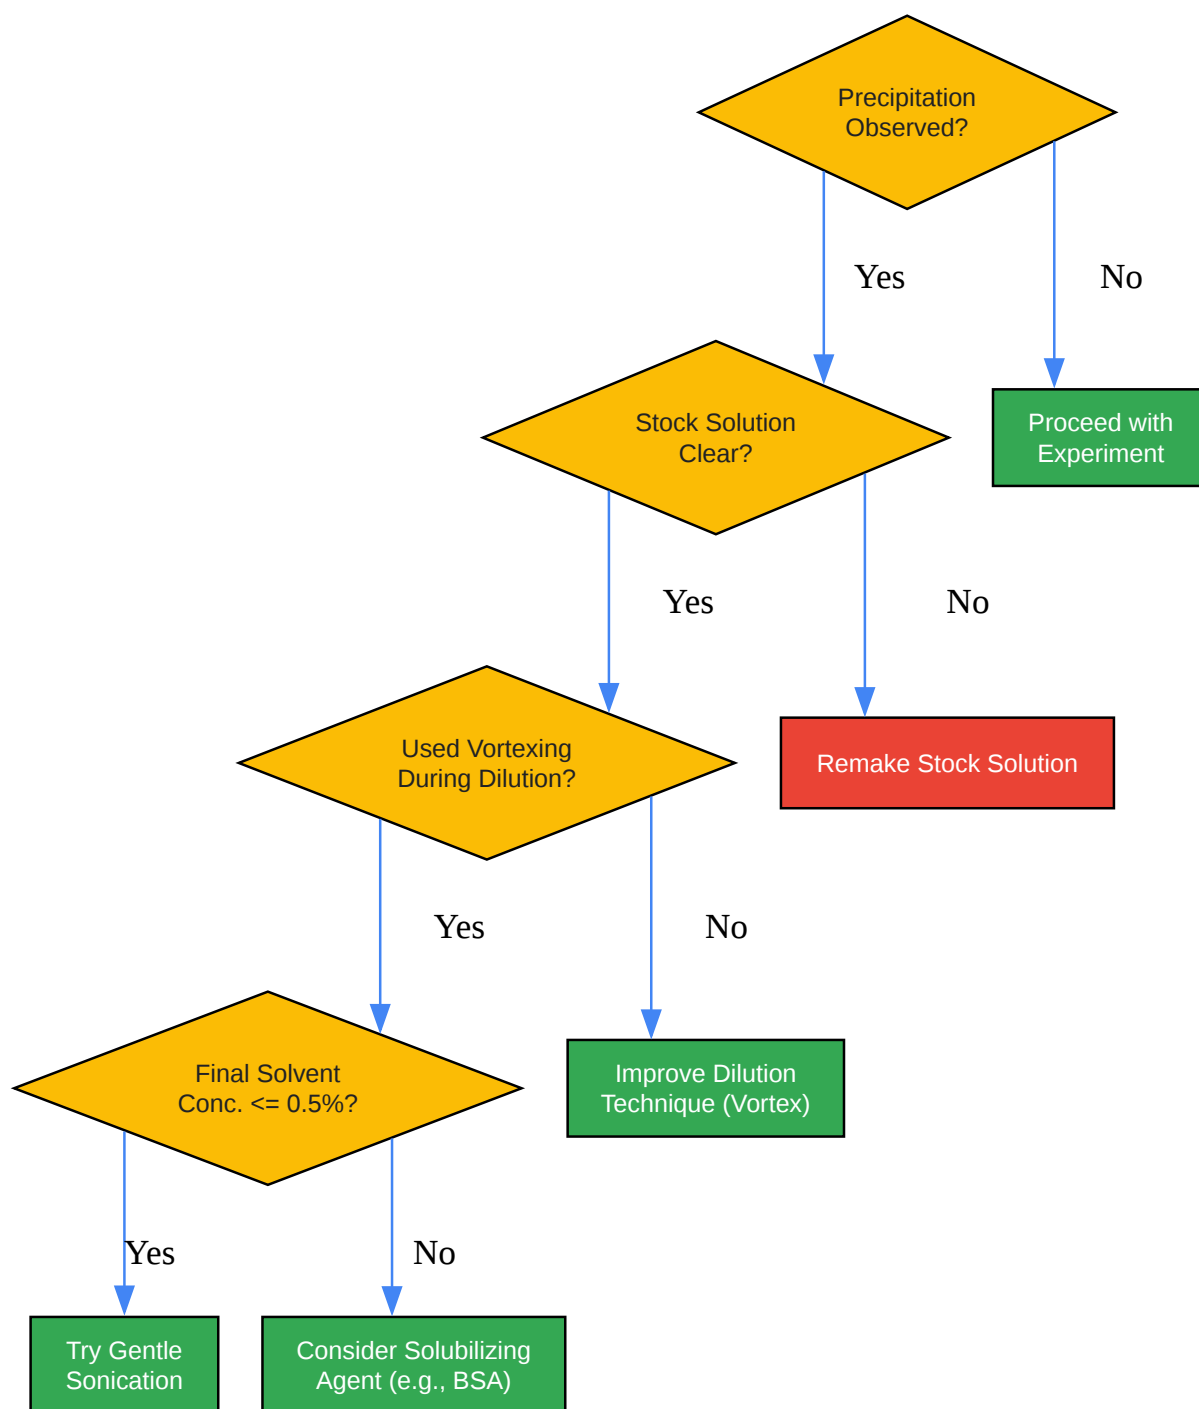 Precipitation
Observed?
Yes
No
Stock Solution
Clear?
Proceed with
Experiment
Yes
No
Used Vortexing
During Dilution?
Remake Stock Solution
Yes
No
Final Solvent
Conc. <= 0.5%?
Improve Dilution
Technique (Vortex)
Yes
No
Try Gentle
Sonication
Consider Solubilizing
Agent (e.g., BSA)